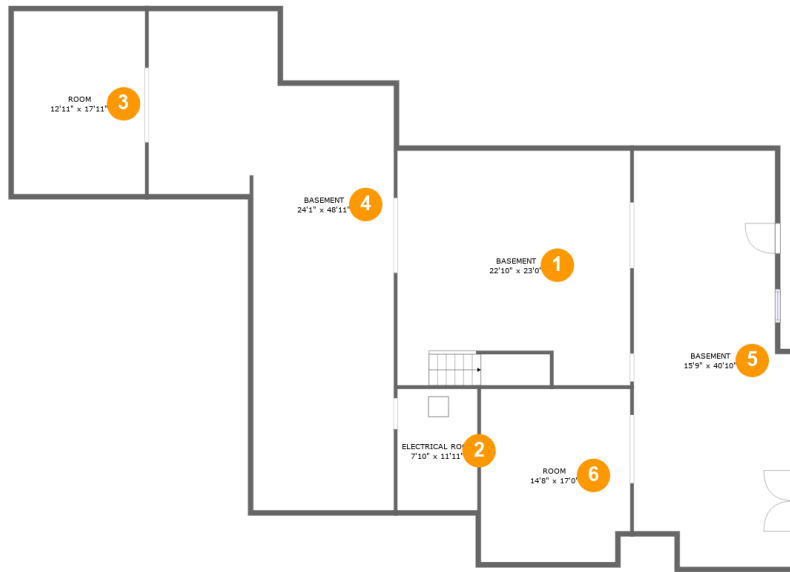 ROOM
12'11" x 17'11"
3
BASEMENT
24'1" x 48'11"
4
BASEMENT
22'10" x 23'0"
1
BASEMENT
15'9" x 40'10"
5
ELECTRICAL
7'10" x 11'11"
2
ROOM
14'8" x 17'0"
6